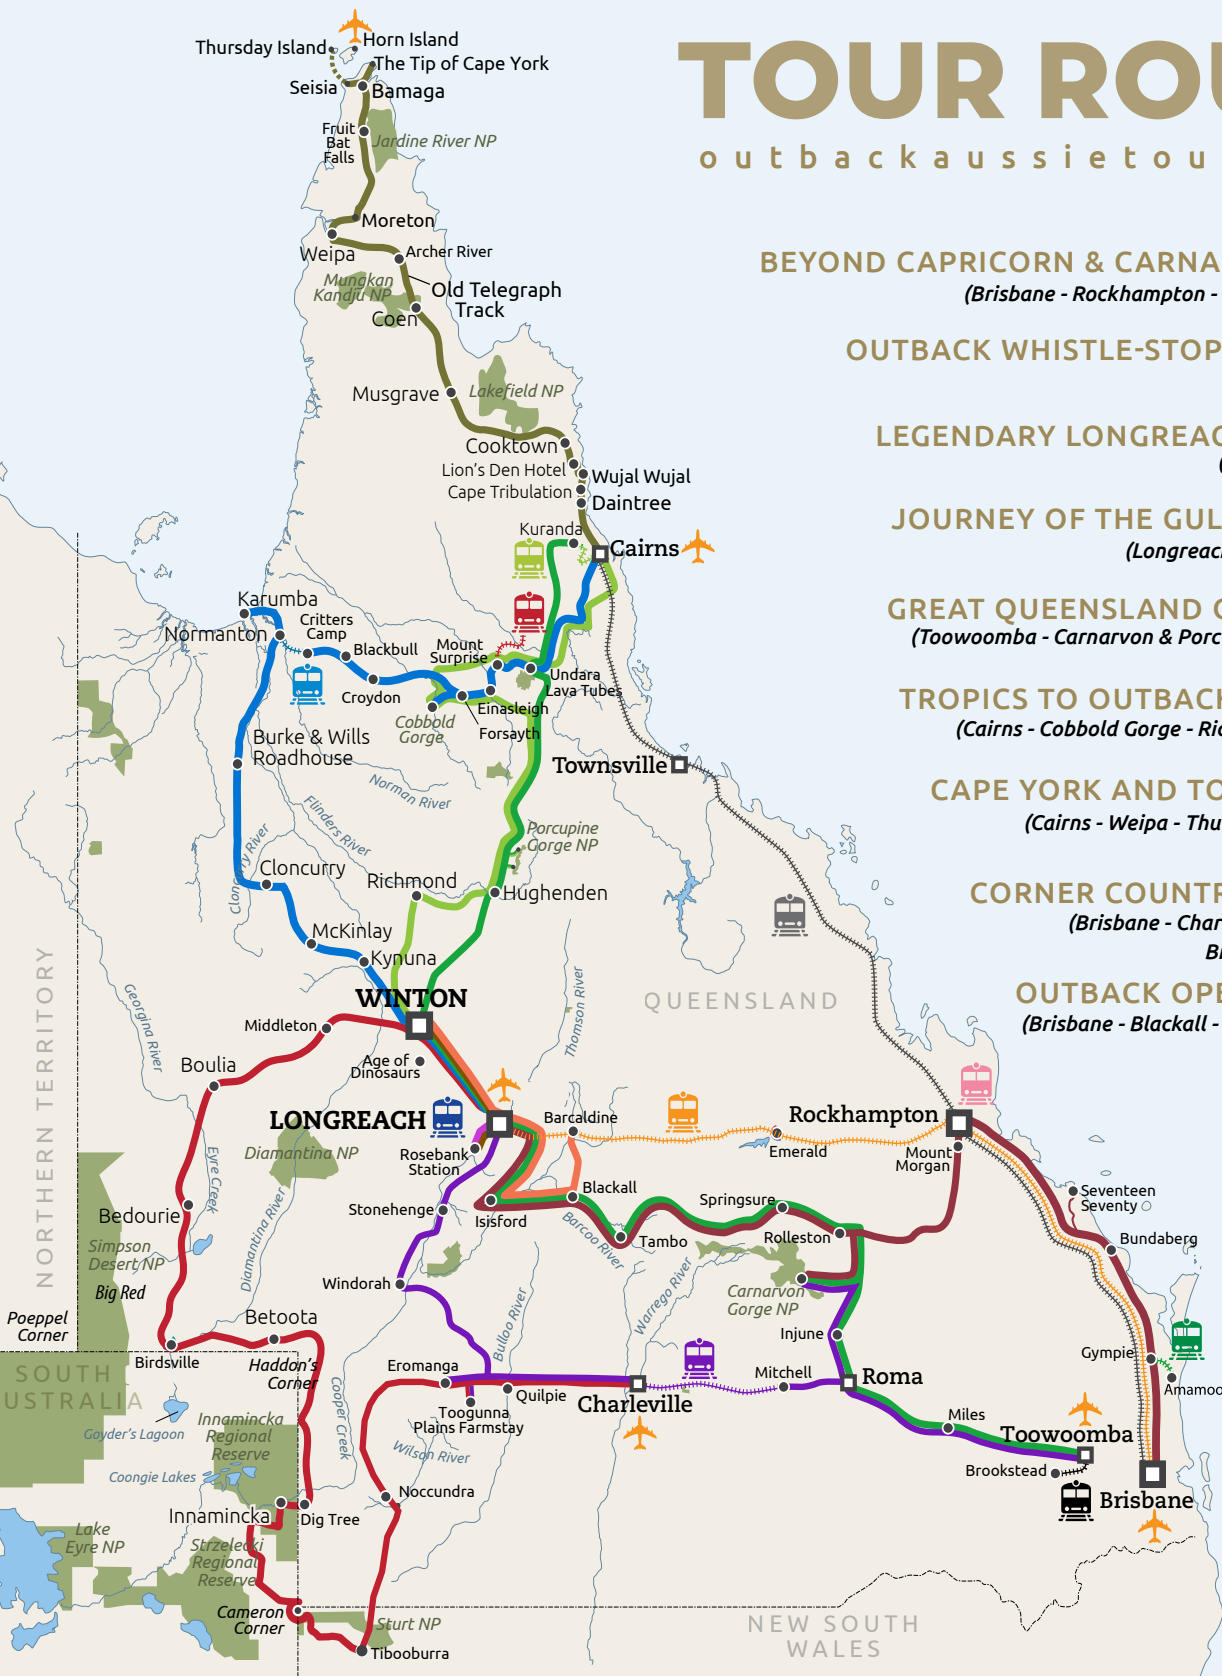 TOUR ROU
outbackaussietou
BEYOND CAPRICORN & CARNA
(Brisbane - Rockhampton -
OUTBACK WHISTLE-STOP
LEGENDARY LONGREAC
(
JOURNEY OF THE GUL
(Longreach
GREAT QUEENSLAND
(Toowoomba - Carnarvon & Porc
TROPICS TO OUTBACK
(Cairns - Cobbold Gorge - Ric
CAPE YORK AND TO
(Cairns - Weipa - Thu
CORNER COUNTR
(Brisbane - Char
OUTBACK OPE
(Brisbane - Blackall -
Thursday Island
Horn Island
The Tip of Cape York
Seisia
Bamaga
Fruit
Bat
Falls
Jardine River NP
Moreton
Weipa
Archer River
Mungkan
Kandju NP
Old Telegraph
Track
Coen
Musgrave
Lakefield NP
Cooktown
Lion's Den Hotel
Wujal Wujal
Cape Tribulation
Daintree
Kuranda
Cairns
Karumba
Normanton
Critters
Camp
Blackbull
Mount
Surprise
Croydon
Undara
Lava Tubes
Einasleigh
Cobbold
Gorge
Forsayth
Burke & Wills
Roadhouse
Townsville
Norman River
Flinders River
Porcupine
Gorge NP
Cloncurry River
Cloncurry
Richmond
Hughenden
McKinlay
Kynuna
WINTON
QUEENSLAND
NORTHERN TERRITORY
Georgina River
Thomson River
Middleton
Age of
Dinosaurs
Boulia
LONGREACH
Barcaldine
Rockhampton
Emerald
Mount
Morgan
Rosebank
Station
Diamantina NP
Eyre Creek
Blackall
Springsure
Seventeen
Seventy
Stonehenge
Isisford
Bedourie
Diamantina River
Barcoo River
Tambo
Rolleston
Bundaberg
Simpson
Desert NP
Big Red
Windorah
Warrego River
Carnarvon
Gorge NP
Poeppel
Corner
Betoota
Bulloo River
Injune
Birdsville
Haddon's
Corner
Eromanga
Gympie
SOUTH
USTRALIA
Cooper Creek
Quilpie
Mitchell
Roma
Amamoo
Charleville
Toogunna
Plains Farmstay
Goyder's Lagoon
Innamincka
Regional
Reserve
Miles
Toowoomba
Wilson River
Coongie Lakes
Brookstead
Noccundra
Brisbane
Innamincka
Dig Tree
Lake
Eyre NP
Strzelecki
Regional
Reserve
Cameron
Corner
Sturt NP
NEW SOUTH
WALES
Tibooburra